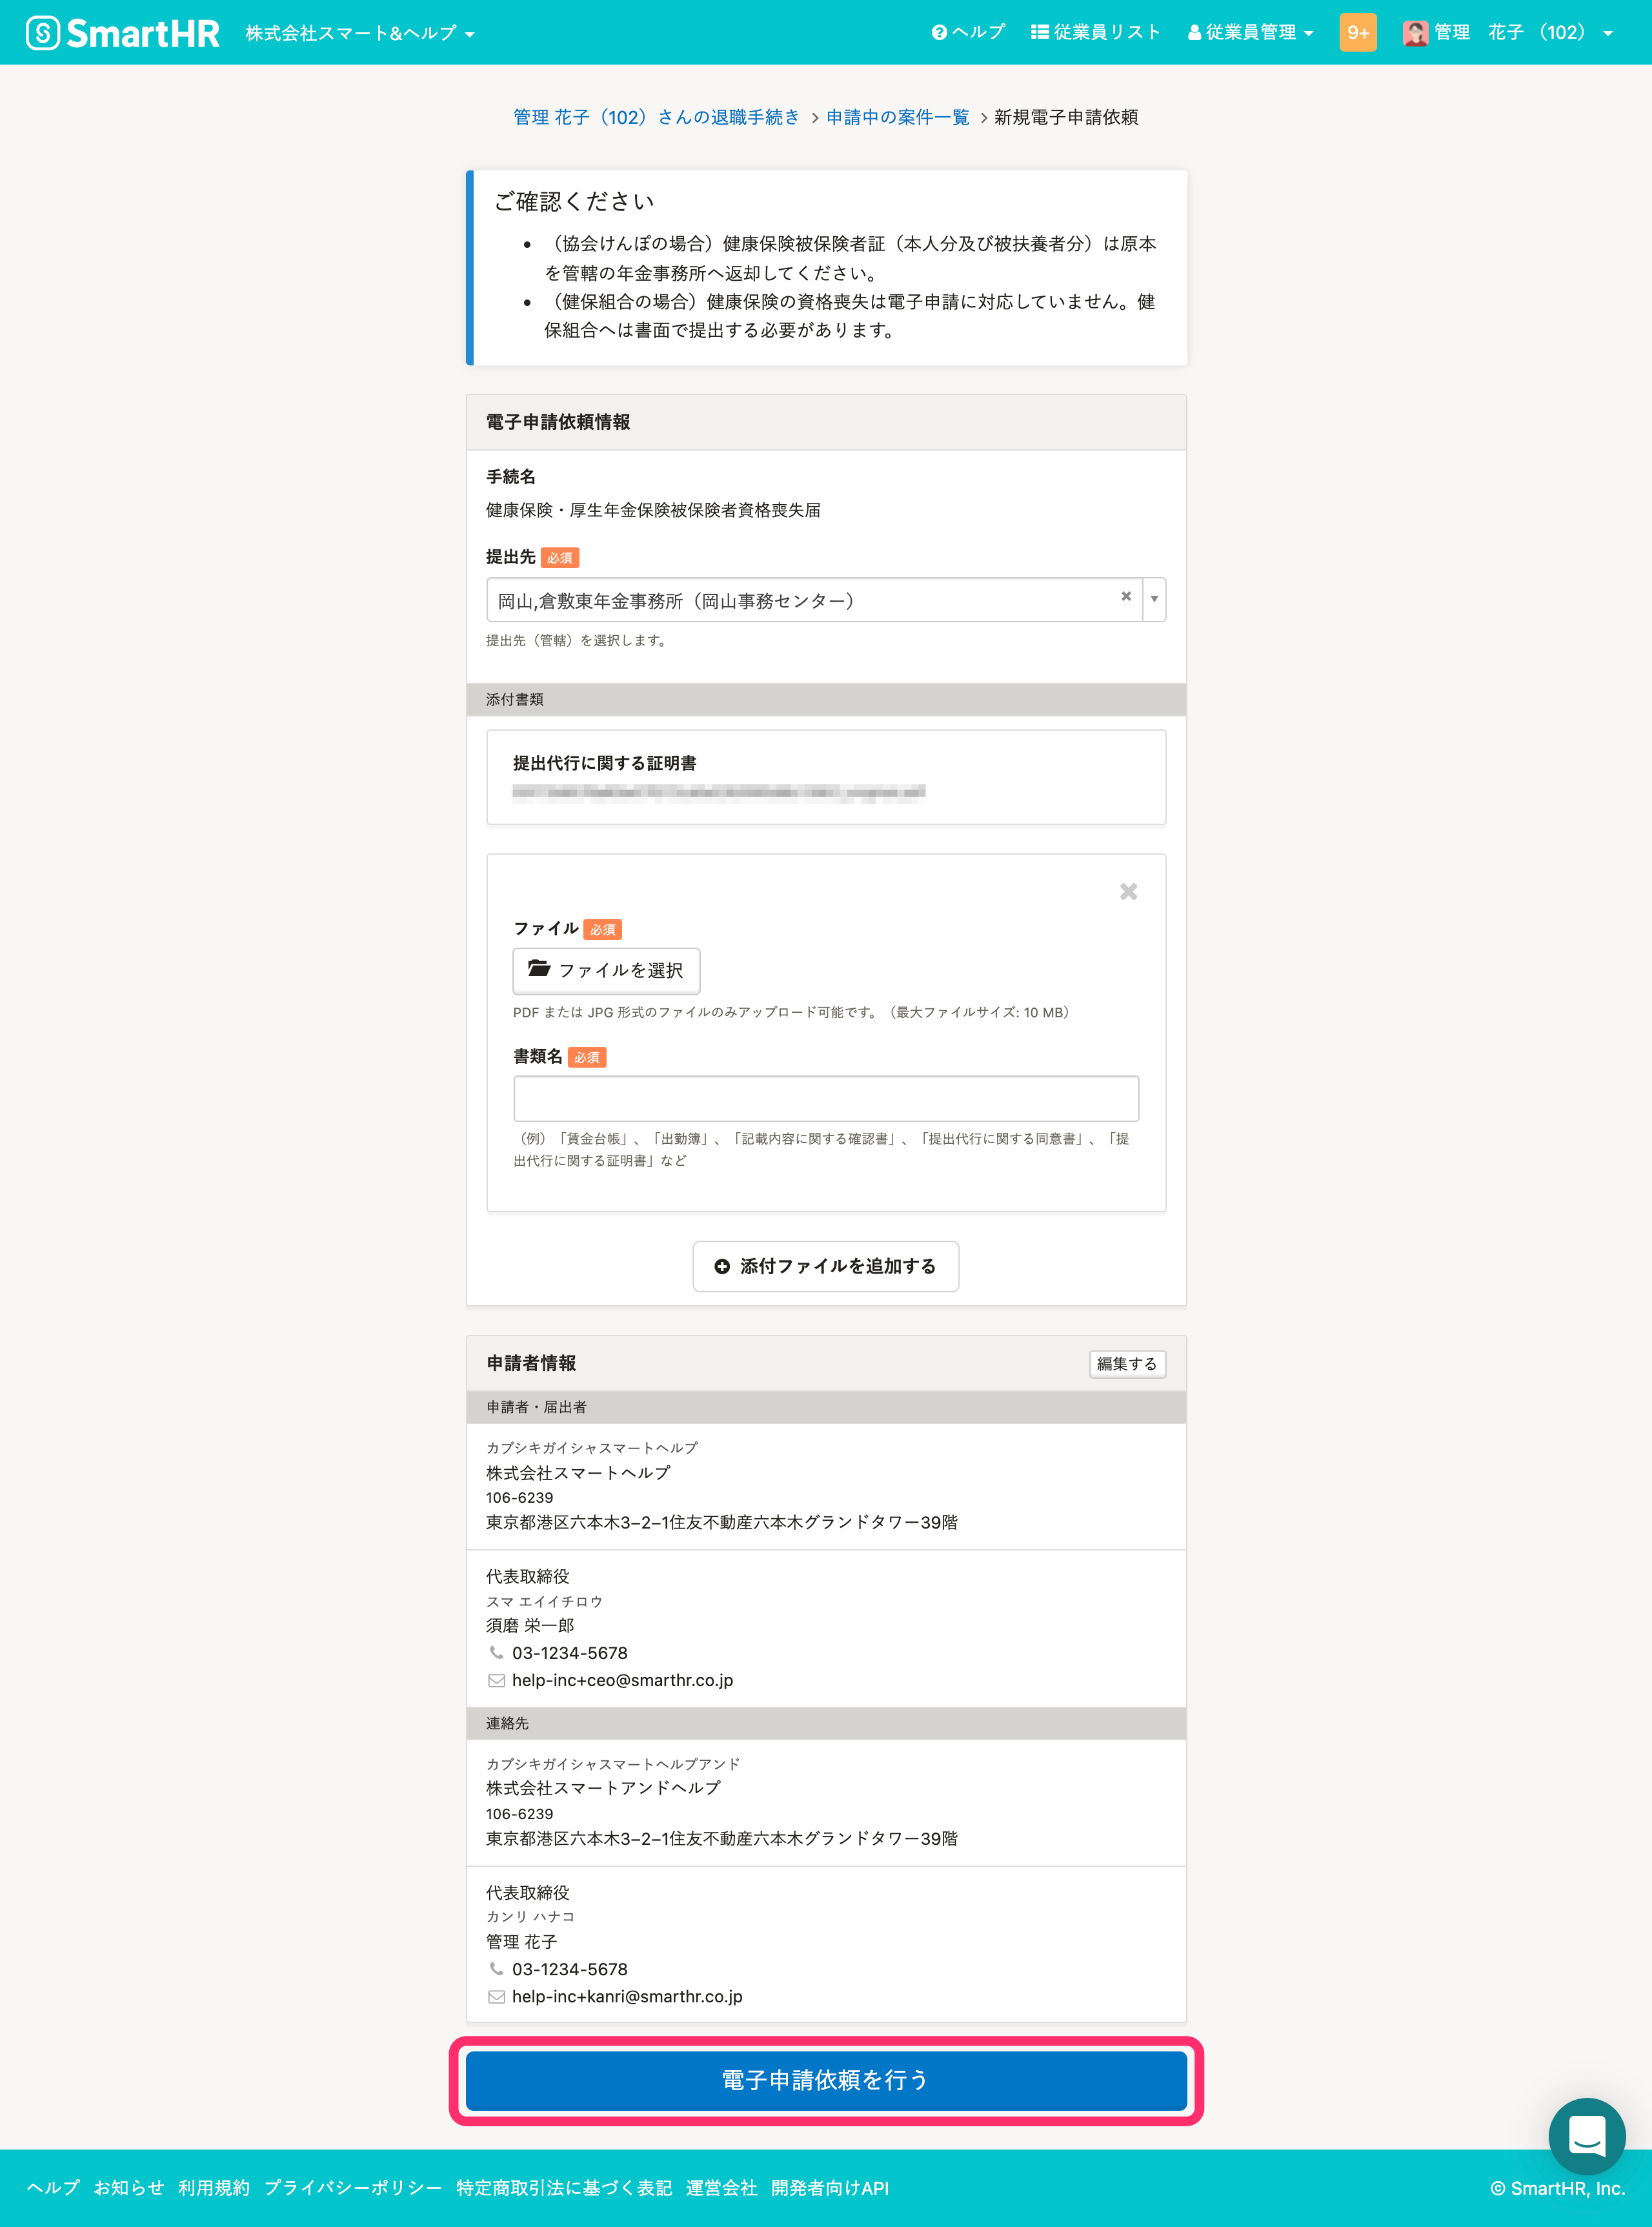 SmartHR 株式会社スマート&ヘルプ ヘルプ 従業員リスト 従業員管理 9+ 管理 花子 (102)
管理 花子（102）さんの退職手続き > 申請中の案件一覧 > 新規電子申請依頼
ご確認ください
• （協会けんぽの場合）健康保険被保険者証（本人分及び被扶養者分）は原本
を管轄の年金事務所へ返却してください。
• （健保組合の場合）健康保険の資格喪失は電子申請に対応していません。健
保組合へは書面で提出する必要があります。
電子申請依頼情報
手続名
健康保険・厚生年金保険被保険者資格喪失届
提出先 必須
岡山,倉敷東年金事務所（岡山事務センター）
提出先（管轄）を選択します。
添付書類
提出代行に関する証明書
ファイル 必須
ファイルを選択
PDF または JPG 形式のファイルのみアップロード可能です。（最大ファイルサイズ: 10 MB）
書類名 必須
（例）「賃金台帳」、「出勤簿」、「記載内容に関する確認書」、「提出代行に関する同意書」、「提
出代行に関する証明書」など
添付ファイルを追加する
申請者情報 編集する
申請者・届出者
カブシキガイシャスマートヘルプ
株式会社スマートヘルプ
106-6239
東京都港区六本木3−2−1住友不動産六本木グランドタワー39階
代表取締役
スマ エイイチロウ
須磨 栄一郎
03-1234-5678
help-inc+ceo@smarthr.co.jp
連絡先
カブシキガイシャスマートヘルプアンド
株式会社スマートアンドヘルプ
106-6239
東京都港区六本木3−2−1住友不動産六本木グランドタワー39階
代表取締役
カンリ ハナコ
管理 花子
03-1234-5678
help-inc+kanri@smarthr.co.jp
電子申請依頼を行う
ヘルプ お知らせ 利用規約 プライバシーポリシー 特定商取引法に基づく表記 運営会社 開発者向けAPI © SmartHR, Inc.